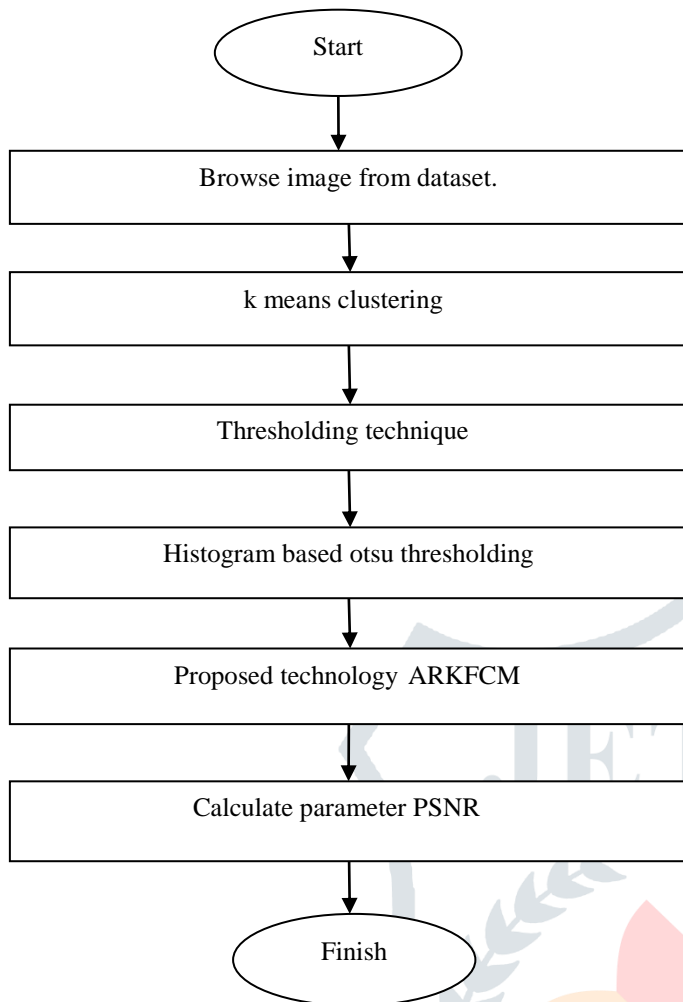 Start
Browse image from dataset.
k means clustering
Thresholding technique
Histogram based otsu thresholding
Proposed technology ARKFCM
Calculate parameter PSNR
Finish